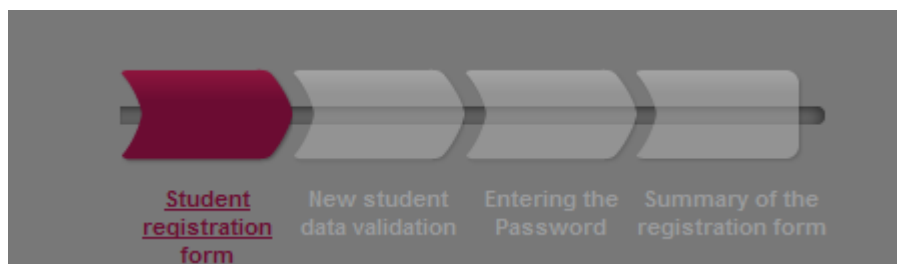 Student
registration
form
New student
data validation
Entering the
Password
Summary of the
registration form